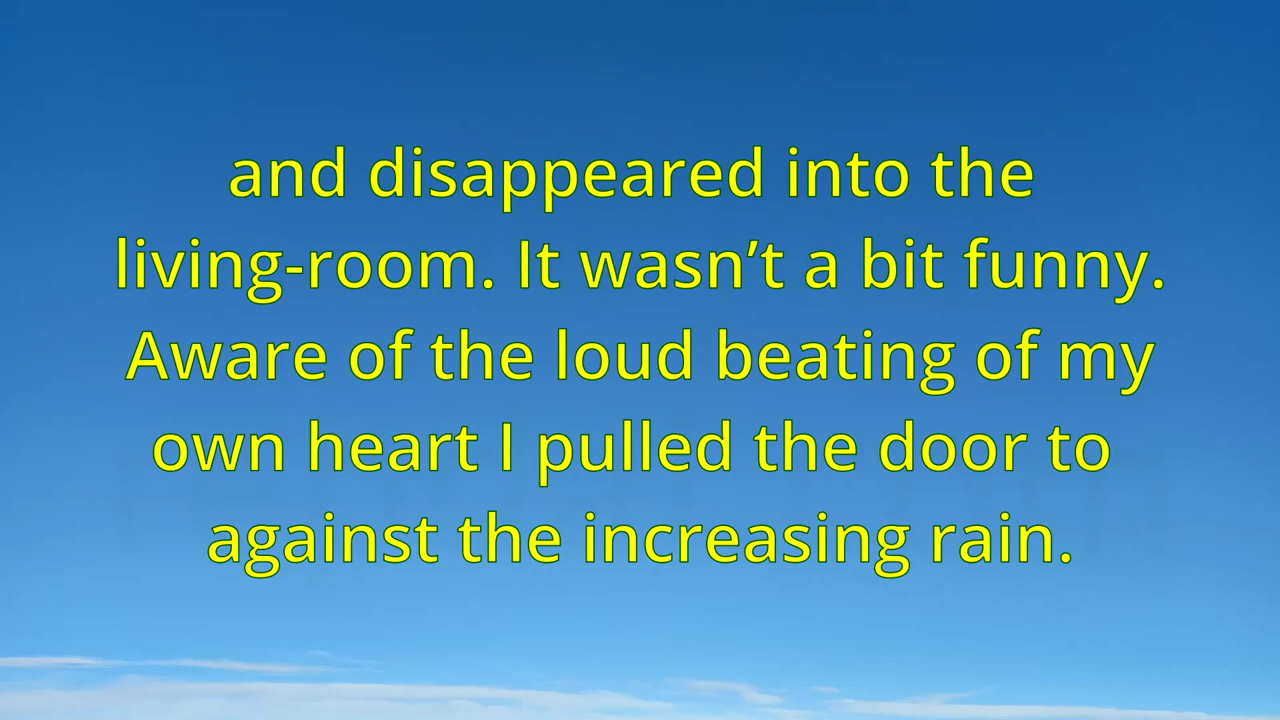 and disappeared into the
living-room. It wasn’t a bit funny.
Aware of the loud beating of my
own heart I pulled the door to
against the increasing rain.